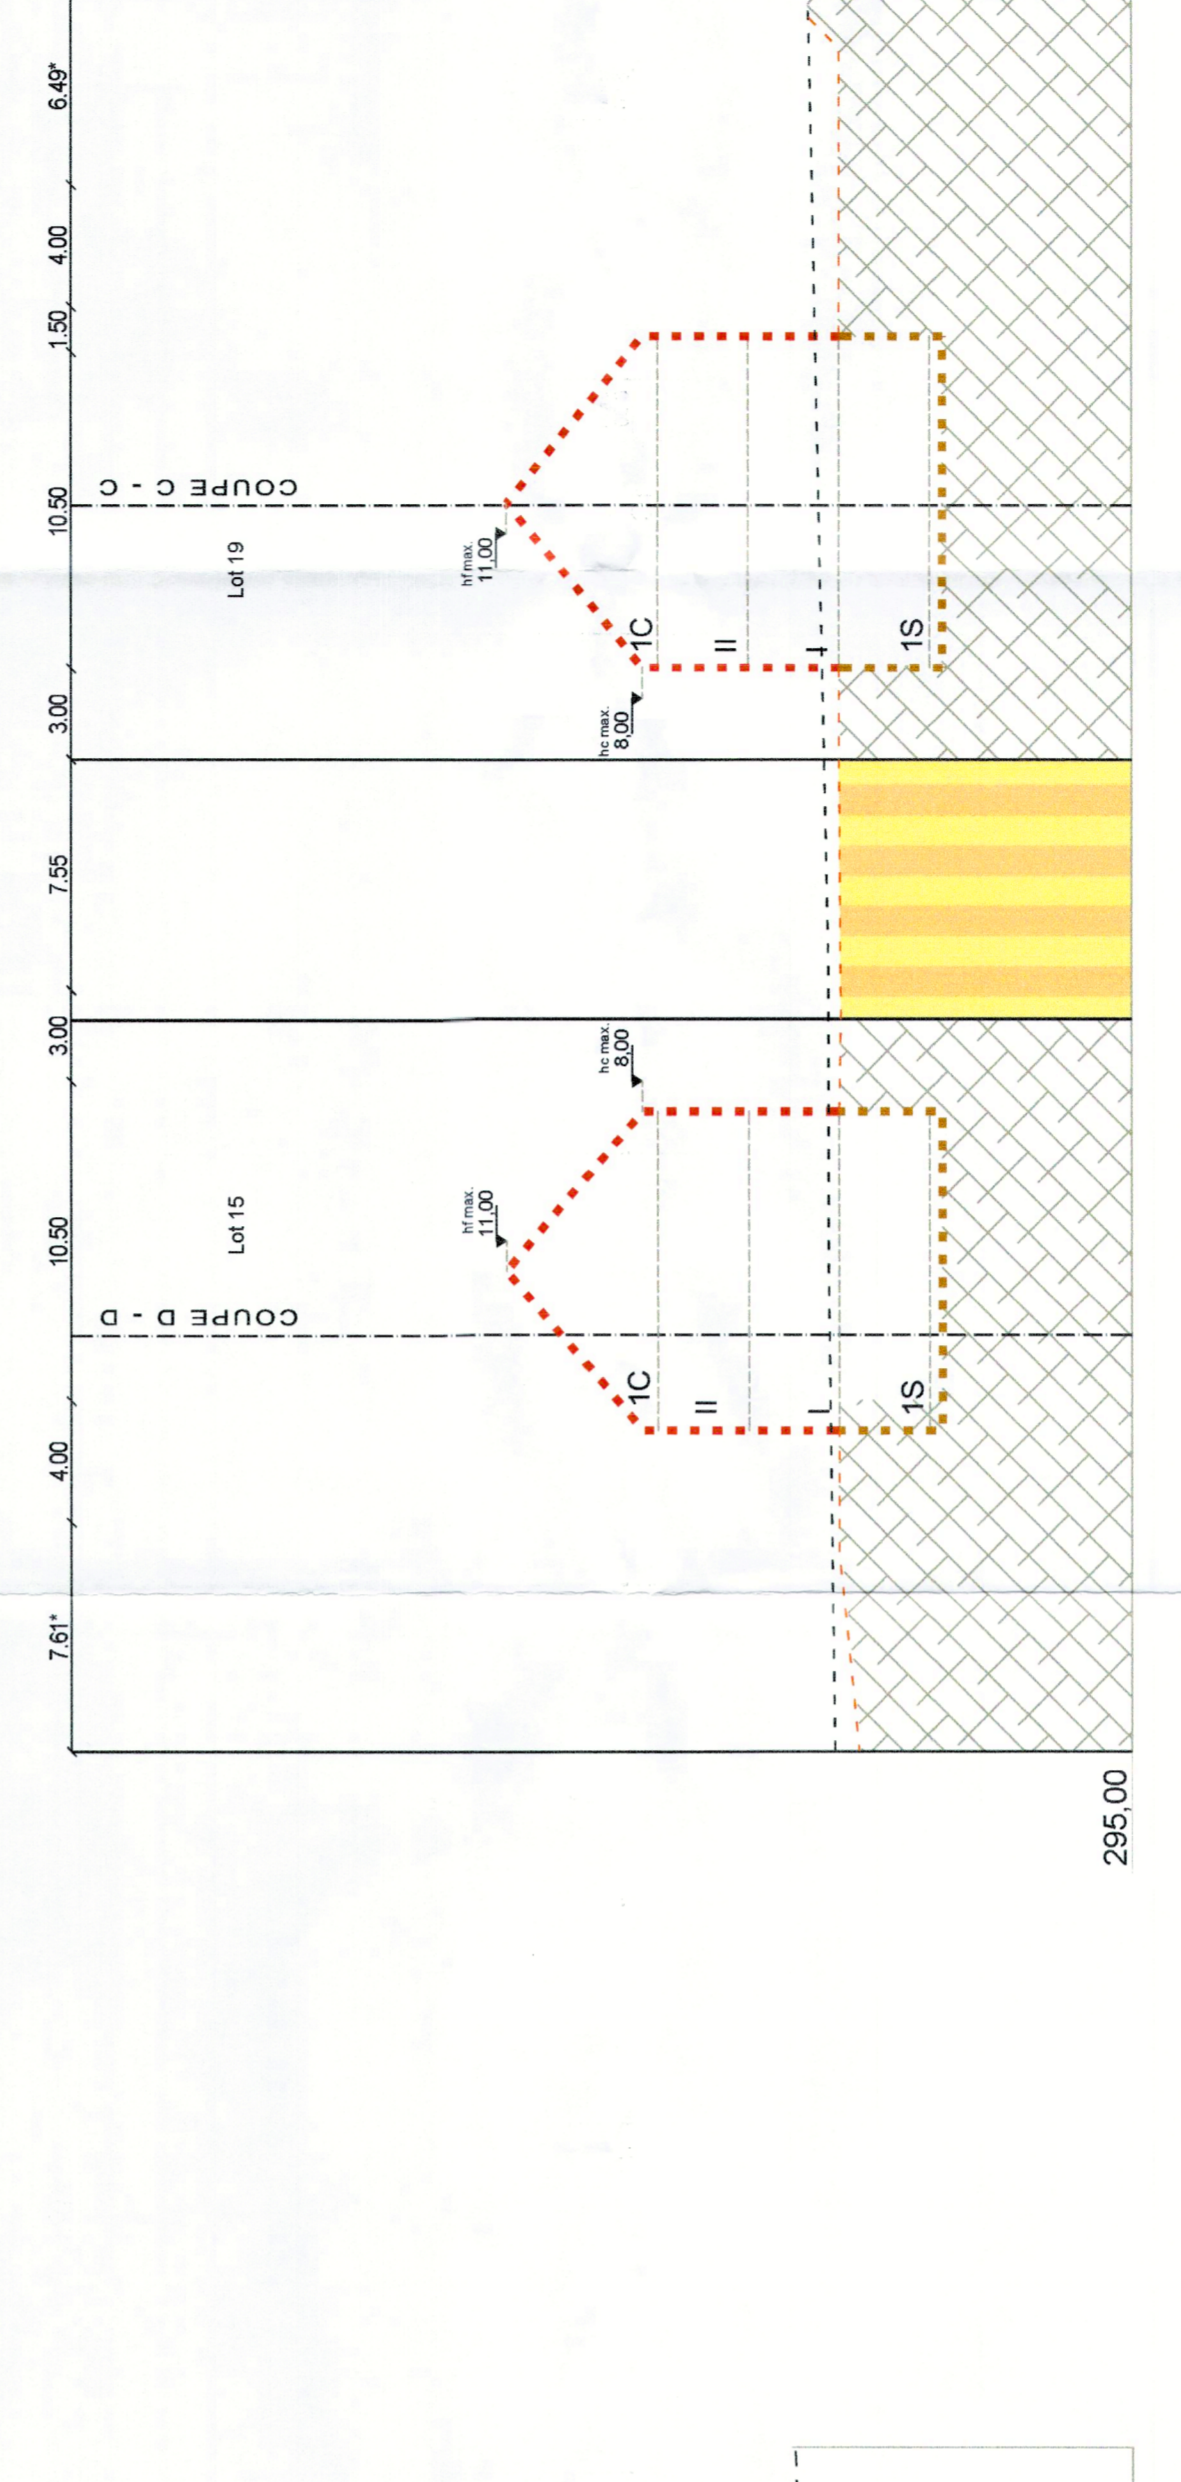 7.61*
4.00
10.50
3.00
7.55
3.00
10.50
1.50
4.00
6.49*
COUPE D - D
COUPE C - C
Lot 15
Lot 19
hf max.
11,00
hf max.
11,00
hc max.
8,00
hc max.
8,00
1C
1C
II
II
I
I
1S
1S
295,00